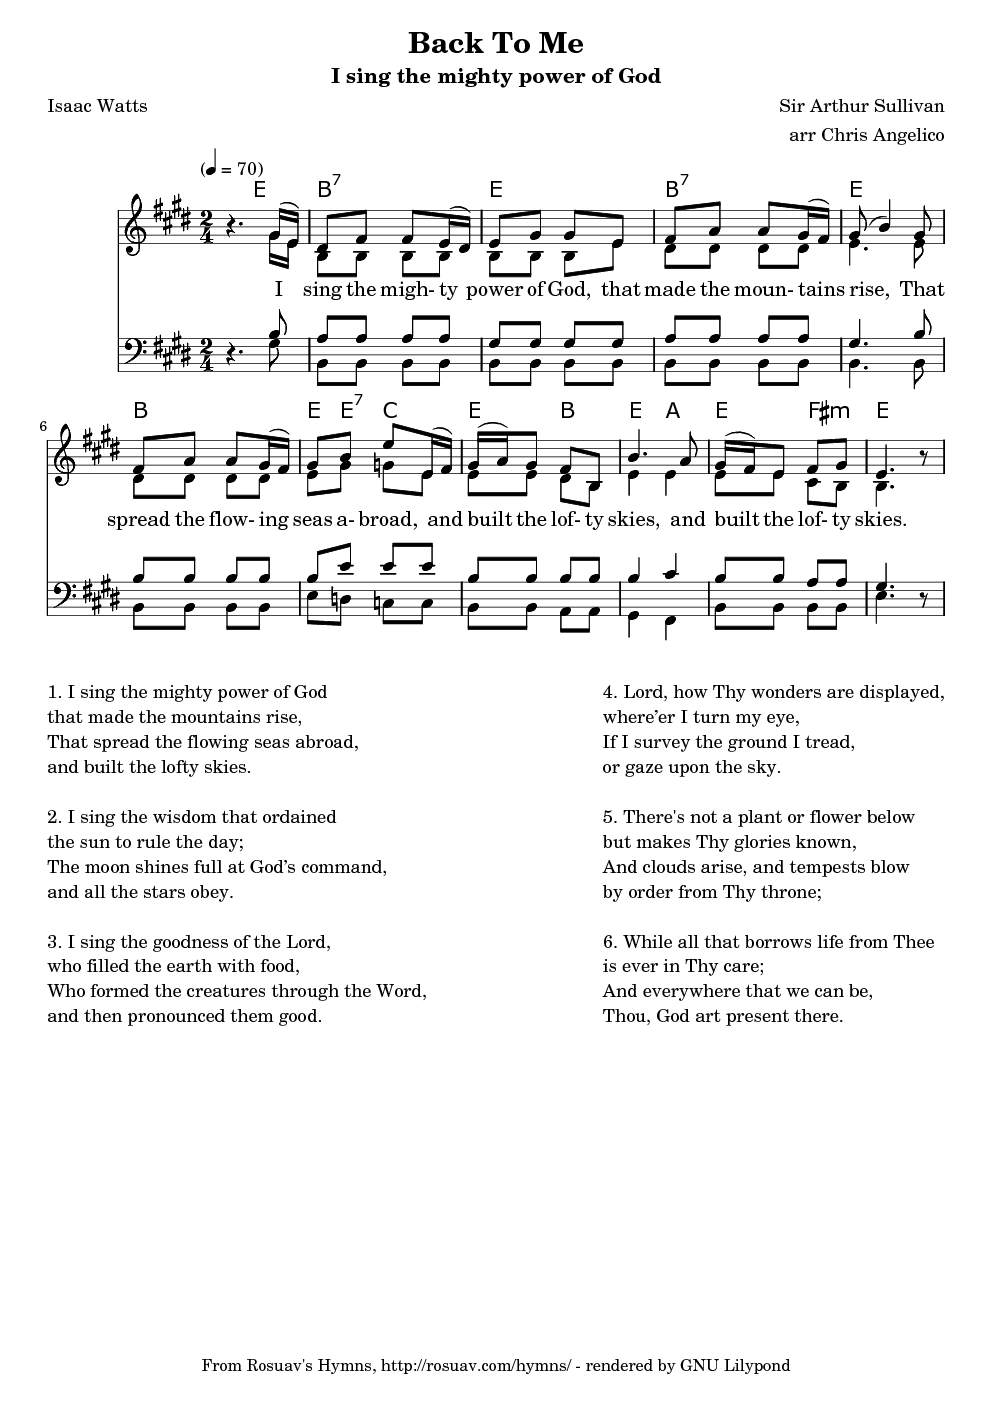 Back To Me
I sing the mighty power of God
Isaac Watts
Sir Arthur Sullivan
arr Chris Angelico
(♩ = 70)
E B7 E B7 E
I sing the migh- ty power of God, that made the moun- tains rise, That
6
B E E7 C E B E A E F♯m E
spread the flow- ing seas a- broad, and built the lof- ty skies, and built the lof- ty skies.
1. I sing the mighty power of God
that made the mountains rise,
That spread the flowing seas abroad,
and built the lofty skies.
2. I sing the wisdom that ordained
the sun to rule the day;
The moon shines full at God’s command,
and all the stars obey.
3. I sing the goodness of the Lord,
who filled the earth with food,
Who formed the creatures through the Word,
and then pronounced them good.
4. Lord, how Thy wonders are displayed,
where’er I turn my eye,
If I survey the ground I tread,
or gaze upon the sky.
5. There's not a plant or flower below
but makes Thy glories known,
And clouds arise, and tempests blow
by order from Thy throne;
6. While all that borrows life from Thee
is ever in Thy care;
And everywhere that we can be,
Thou, God art present there.
From Rosuav's Hymns, http://rosuav.com/hymns/ - rendered by GNU Lilypond